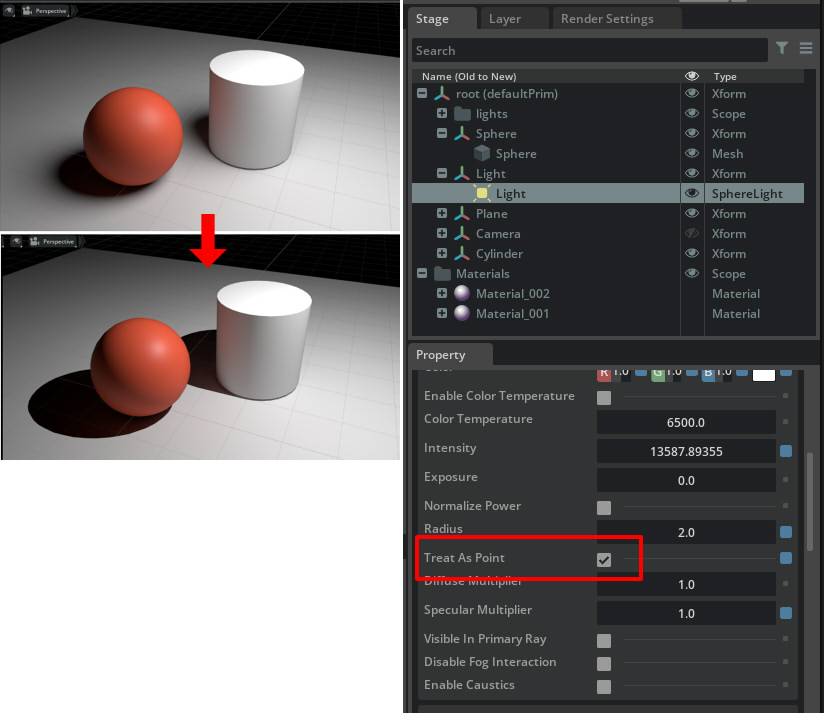 Perspective
Perspective
Stage
Layer
Render Settings
Search
Name (Old to New)
Type
root (defaultPrim)
Xform
lights
Scope
Sphere
Xform
Sphere
Mesh
Light
Xform
Light
SphereLight
Plane
Xform
Camera
Xform
Cylinder
Xform
Materials
Scope
Material_002
Material
Material_001
Material
Property
Color
R 1.0 G 1.0 B 1.0
Enable Color Temperature
Color Temperature
6500.0
Intensity
13587.89355
Exposure
0.0
Normalize Power
Radius
2.0
Treat As Point
Diffuse Multiplier
1.0
Specular Multiplier
1.0
Visible In Primary Ray
Disable Fog Interaction
Enable Caustics